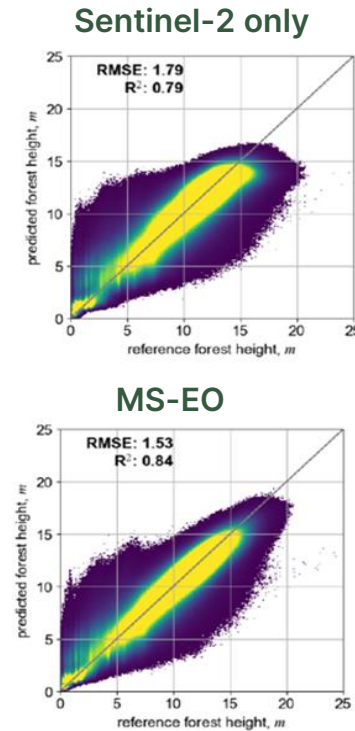 Sentinel-2 only
RMSE: 1.79
R²: 0.79
25
20
15
10
5
0
predicted forest height, m
0 5 10 15 20 25
reference forest height, m
MS-EO
RMSE: 1.53
R²: 0.84
25
20
15
10
5
0
predicted forest height, m
0 5 10 15 20 25
reference forest height, m